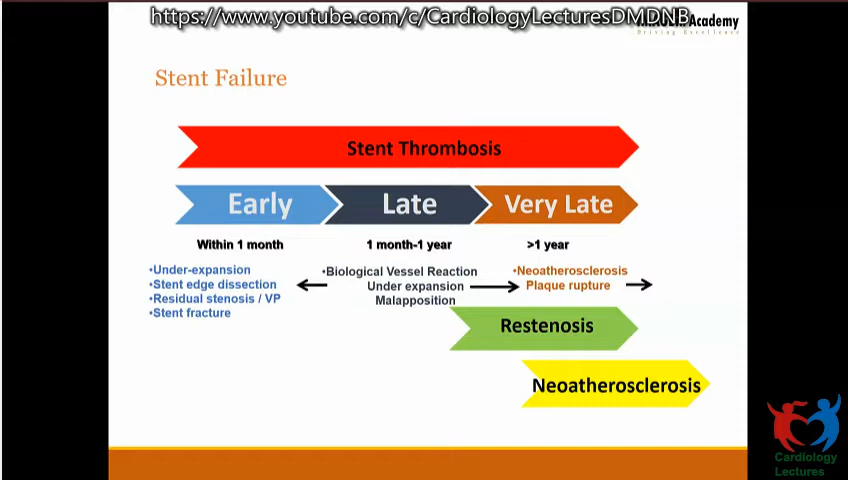 https://www.youtube.com/c/CardiologyLecturesDMDNB
Academy
Driving Excellence
Stent Failure
Stent Thrombosis
Early
Late
Very Late
Within 1 month
1 month-1 year
>1 year
•Under-expansion
•Stent edge dissection
•Residual stenosis / VP
•Stent fracture
•Biological Vessel Reaction
Under expansion
Malapposition
•Neoatherosclerosis
Plaque rupture
Restenosis
Neoatherosclerosis
Cardiology
Lectures